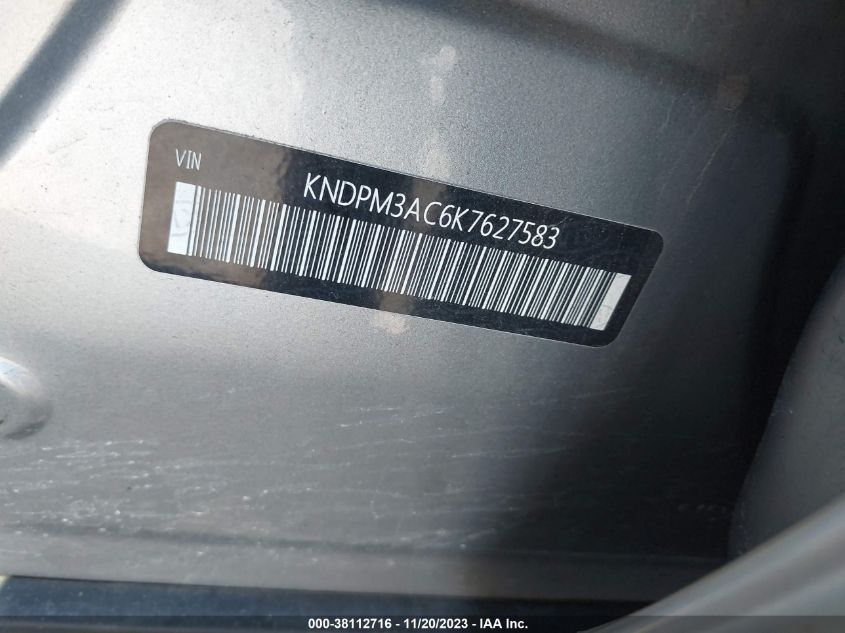 VIN
KNDPM3AC6K7627583
000-38112716 - 11/20/2023 - IAA Inc.